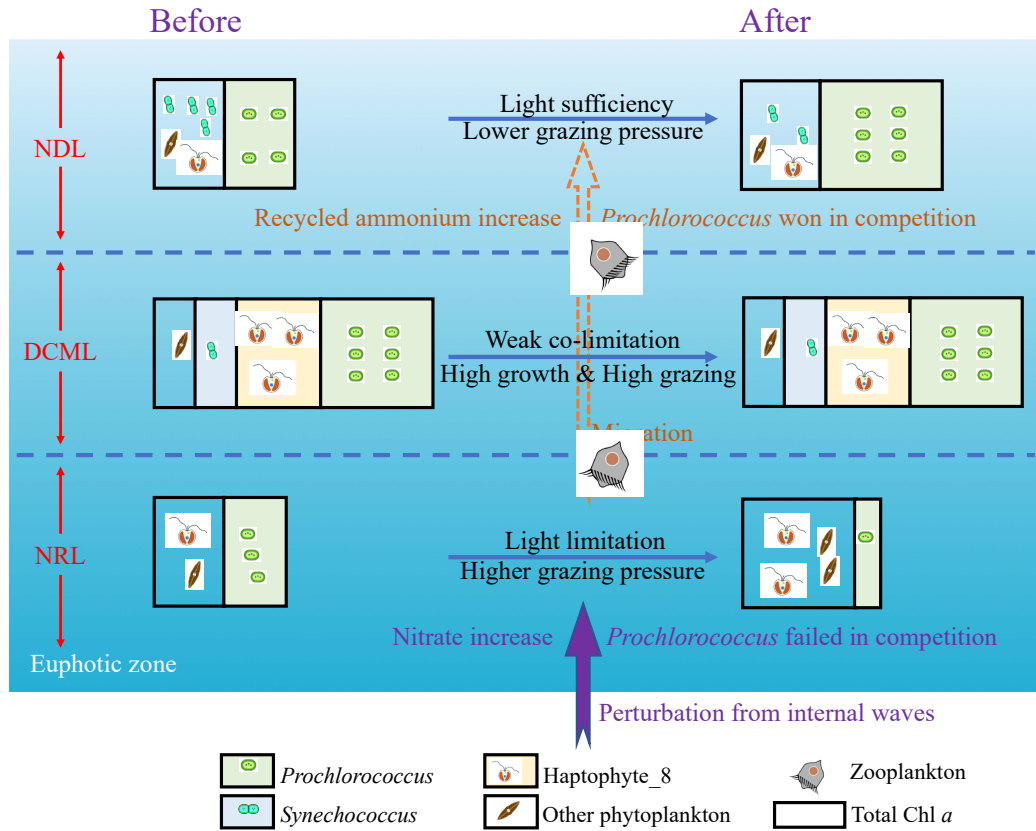 Before
After
NDL
Light sufficiency
Lower grazing pressure
Recycled ammonium increase
Prochlorococcus won in competition
DCML
Weak co-limitation
High growth & High grazing
Migration
NRL
Light limitation
Higher grazing pressure
Nitrate increase
Prochlorococcus failed in competition
Euphotic zone
Perturbation from internal waves
Prochlorococcus
Haptophyte_8
Zooplankton
Synechococcus
Other phytoplankton
Total Chl a